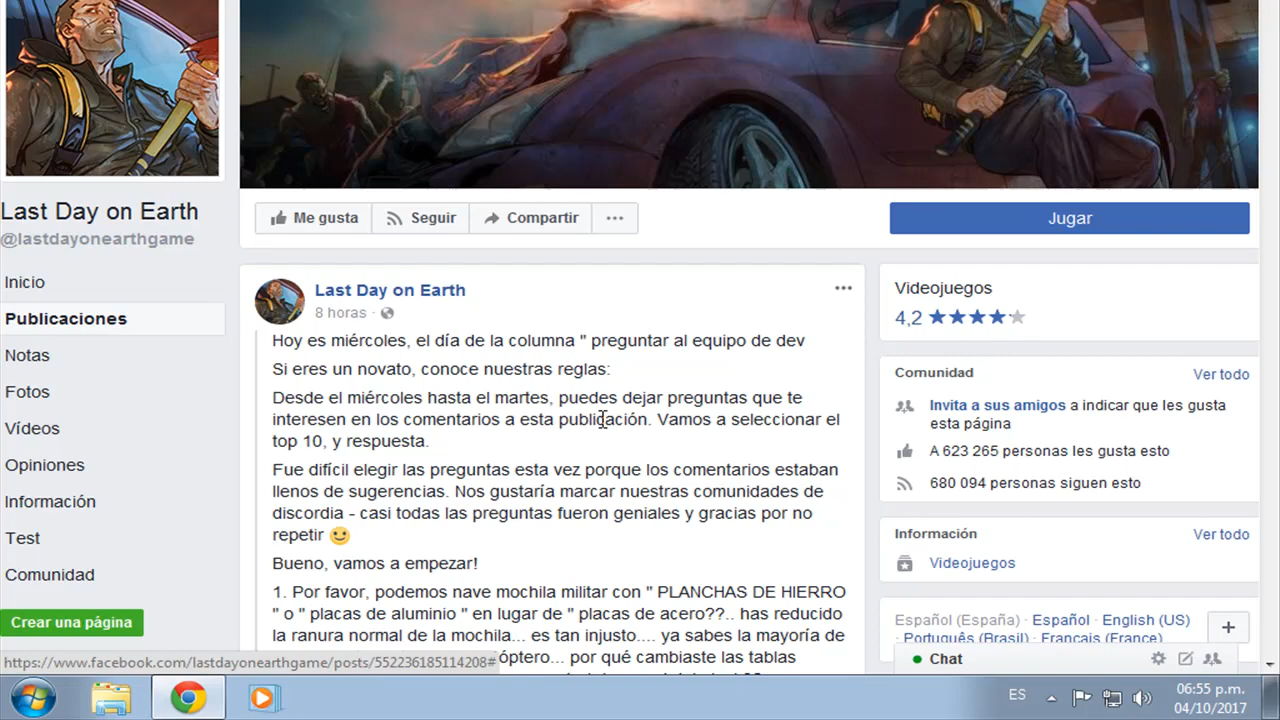 Last Day on Earth
@lastdayonearthgame
Inicio
Publicaciones
Notas
Fotos
Vídeos
Opiniones
Información
Test
Comunidad
Crear una página
Me gusta
Seguir
Compartir
Jugar
Last Day on Earth
8 horas
Hoy es miércoles, el día de la columna " preguntar al equipo de dev
Si eres un novato, conoce nuestras reglas:
Desde el miércoles hasta el martes, puedes dejar preguntas que te
interesen en los comentarios a esta publicación. Vamos a seleccionar el
top 10, y respuesta.
Fue difícil elegir las preguntas esta vez porque los comentarios estaban
llenos de sugerencias. Nos gustaría marcar nuestras comunidades de
discordia - casi todas las preguntas fueron geniales y gracias por no
repetir
Bueno, vamos a empezar!
1. Por favor, podemos nave mochila militar con " PLANCHAS DE HIERRO
" o " placas de aluminio " en lugar de " placas de acero??.. has reducido
la ranura normal de la mochila... es tan injusto.... ya sabes la mayoría de
óptero... por qué cambiaste las tablas
Videojuegos
4,2
Comunidad
Ver todo
Invita a sus amigos a indicar que les gusta
esta página
A 623 265 personas les gusta esto
680 094 personas siguen esto
Información
Ver todo
Videojuegos
Español (España) · Español · English (US) ·
Português (Brasil) · Français (France) ·
Chat
https://www.facebook.com/lastdayonearthgame/posts/552236185114208#
ES
06:55 p.m.
04/10/2017